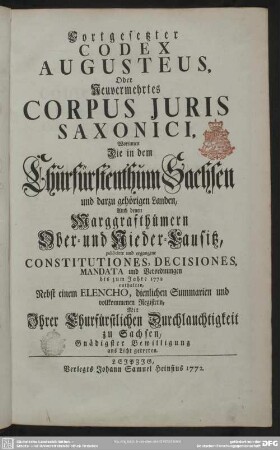 Fortgesetzter
CODEX
AUGUSTEUS,
Oder
Neuvermehrtes
CORPUS JURIS
SAXONICI,
Worinnen
Die in dem
Churfürstenthum Sachsen
und darzu gehörigen Landen,
Auch denen
Marggrafthümern
Ober- und Nieder-Lausitz,
publicirte und ergangene
CONSTITUTIONES, DECISIONES,
MANDATA und Verordnungen
bis zum Jahre 1772
enthalten,
Nebst einem ELENCHO, dienlichen Summarien und
vollkommenen Registern,
Mit
Ihrer Churfürstlichen Durchlauchtigkeit
zu Sachsen,
Gnädigster Bewilligung
ans Licht getreten.
LEIPZIG,
Verlegts Johann Samuel Heinsius 1772.